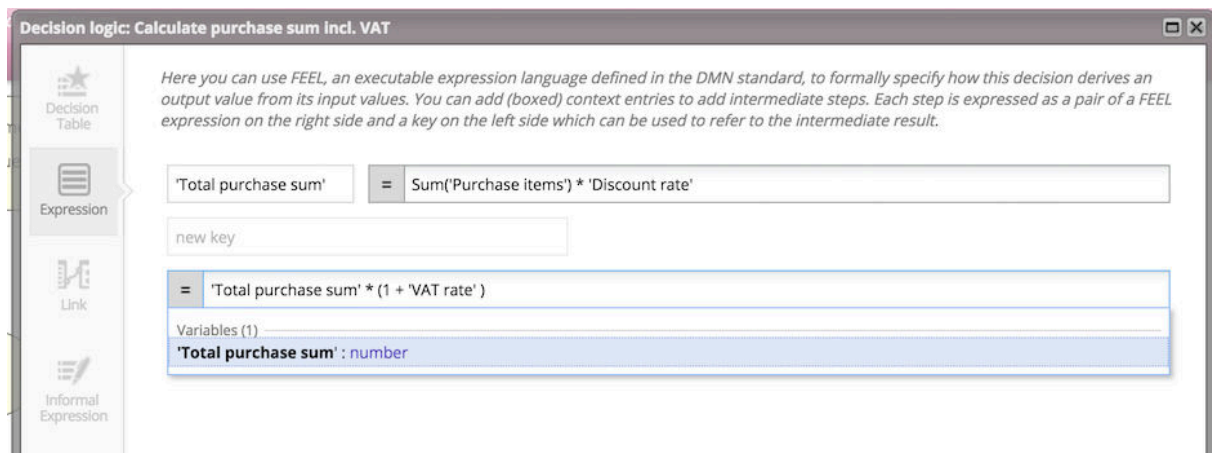 Decision logic: Calculate purchase sum incl. VAT
Decision
Table
Expression
Link
Informal
Expression
Here you can use FEEL, an executable expression language defined in the DMN standard, to formally specify how this decision derives an
output value from its input values. You can add (boxed) context entries to add intermediate steps. Each step is expressed as a pair of a FEEL
expression on the right side and a key on the left side which can be used to refer to the intermediate result.
'Total purchase sum' = Sum('Purchase items') * 'Discount rate'
new key
= 'Total purchase sum' * (1 + 'VAT rate' )
Variables (1)
'Total purchase sum' : number